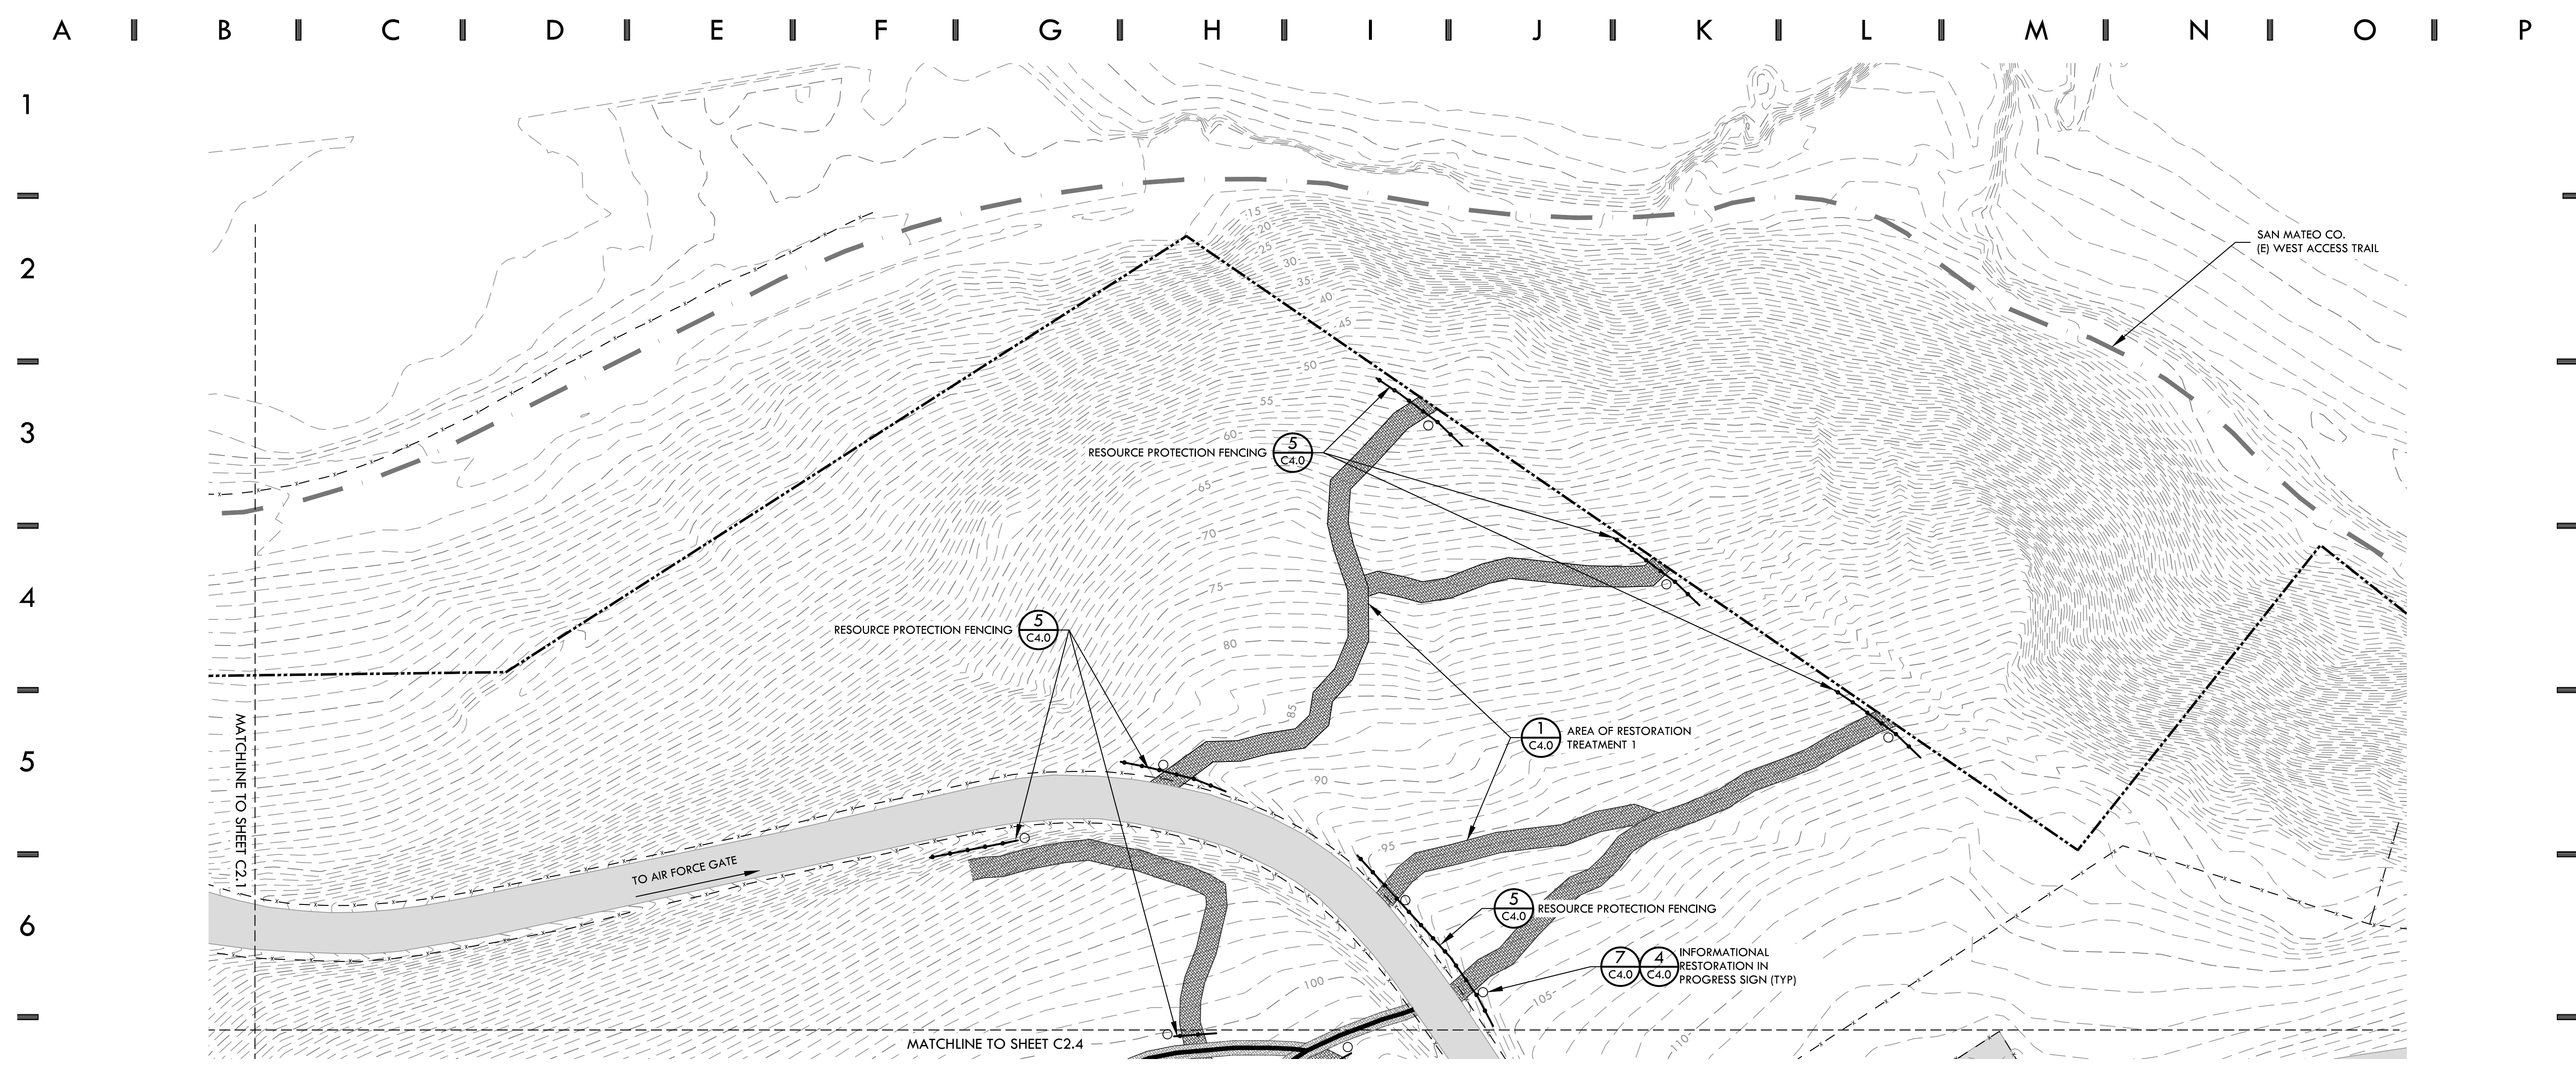 A B C D E F G H I J K L M N O P
1
2
3
4
5
6
SAN MATEO CO.
(E) WEST ACCESS TRAIL
15
20
25
30
35
40
45
50
55
60
65
70
75
80
85
90
95
100
105
110
RESOURCE PROTECTION FENCING
5
C4.0
RESOURCE PROTECTION FENCING
5
C4.0
1
C4.0
AREA OF RESTORATION
TREATMENT 1
MATCHLINE TO SHEET C2.1
TO AIR FORCE GATE
5
C4.0
RESOURCE PROTECTION FENCING
7
C4.0
4
C4.0
INFORMATIONAL
RESTORATION IN
PROGRESS SIGN (TYP)
MATCHLINE TO SHEET C2.4